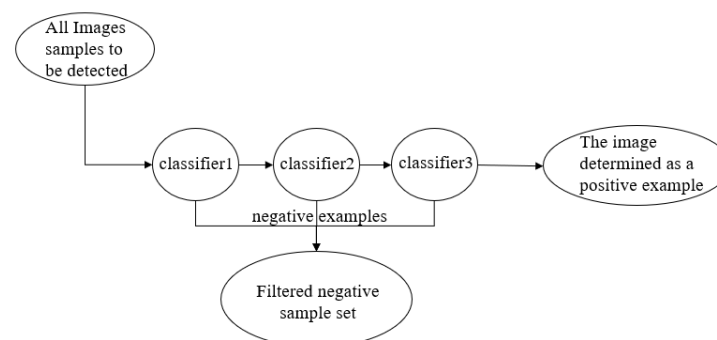 All Images
samples to
be detected
classifier1
classifier2
classifier3
The image
determined as a
positive example
negative examples
Filtered negative
sample set